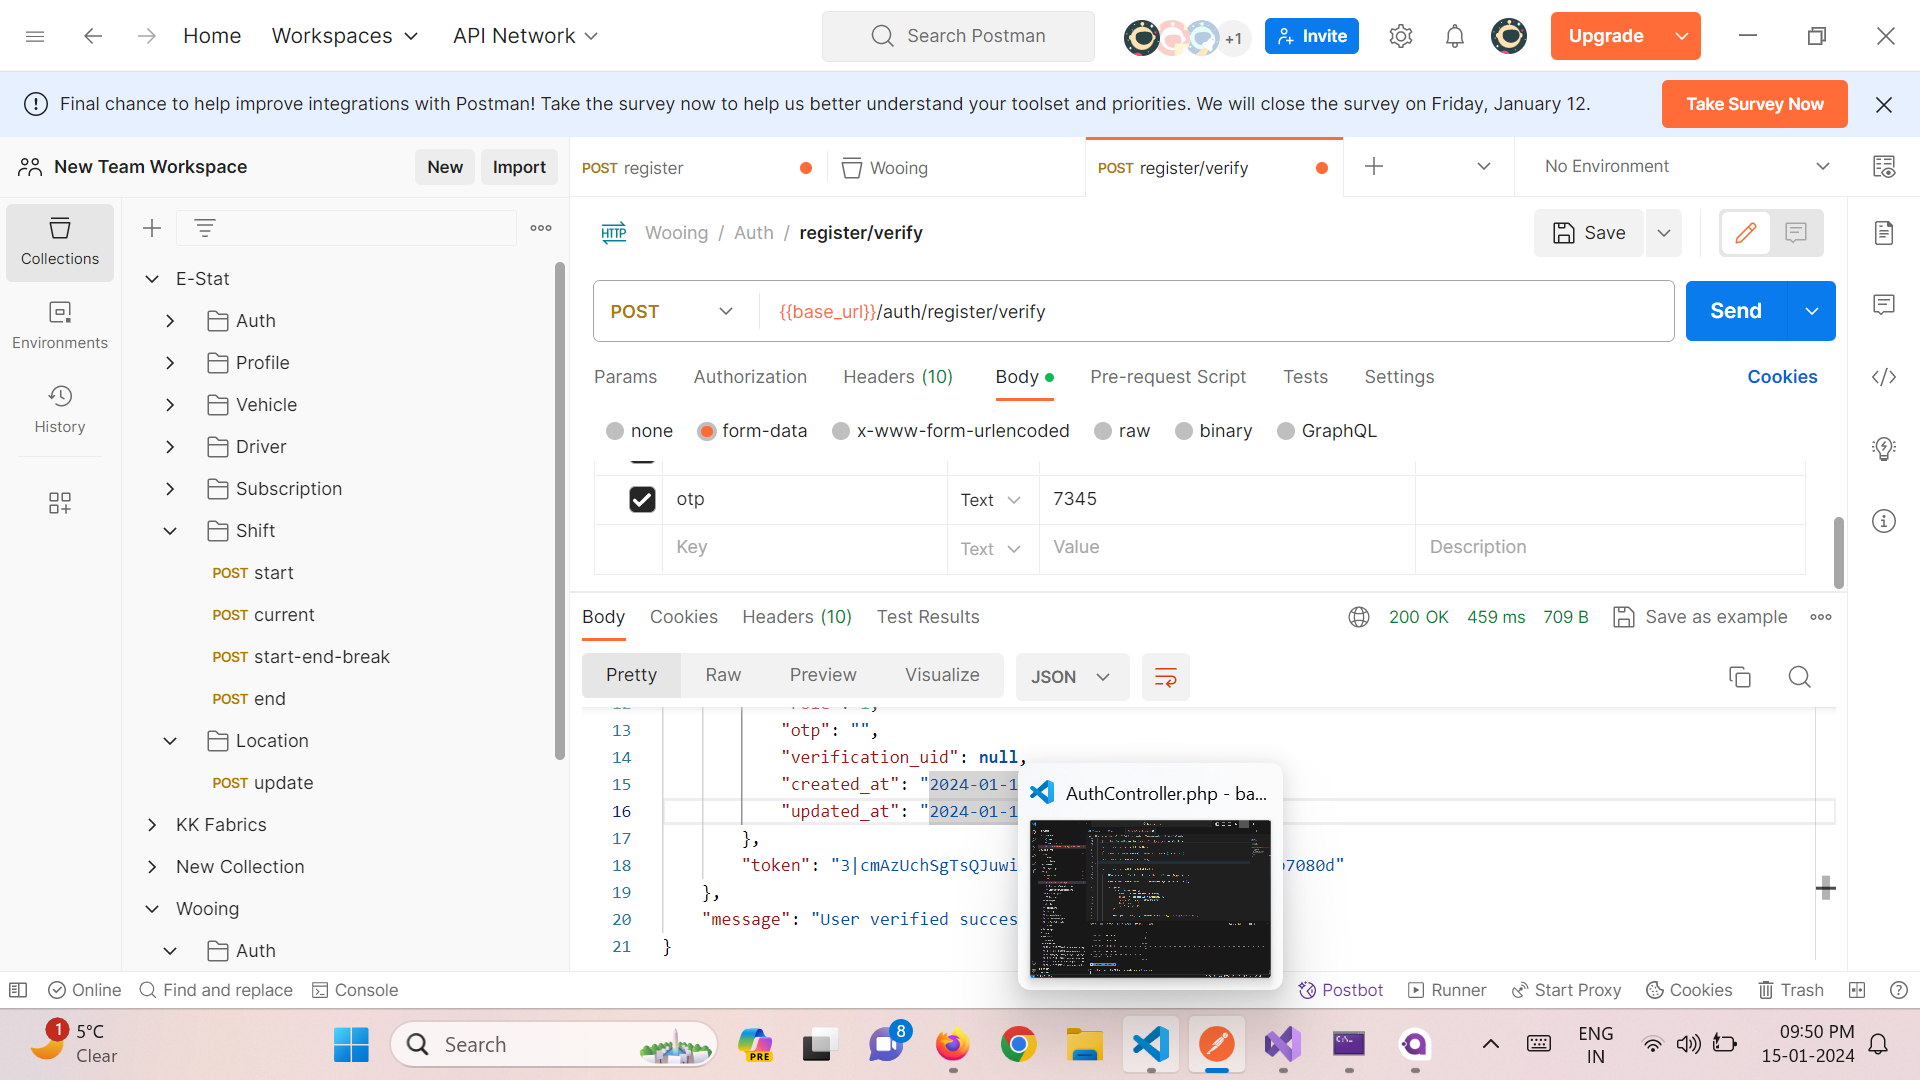 Home
Workspaces
API Network
Search Postman
+1
Invite
Upgrade
Final chance to help improve integrations with Postman! Take the survey now to help us better understand your toolset and priorities. We will close the survey on Friday, January 12.
Take Survey Now
New Team Workspace
New
Import
POST register
Wooing
POST register/verify
No Environment
Collections
Environments
History
E-Stat
Auth
Profile
Vehicle
Driver
Subscription
Shift
POST start
POST current
POST start-end-break
POST end
Location
POST update
KK Fabrics
New Collection
Wooing
Auth
HTTP
Wooing / Auth / register/verify
Save
POST
{{base_url}}/auth/register/verify
Send
Params
Authorization
Headers (10)
Body
Pre-request Script
Tests
Settings
Cookies
none
form-data
x-www-form-urlencoded
raw
binary
GraphQL
otp
Text
7345
Key
Text
Value
Description
Body
Cookies
Headers (10)
Test Results
200 OK
459 ms
709 B
Save as example
Pretty
Raw
Preview
Visualize
JSON
13 "otp": "",
14 "verification_uid": null,
15 "created_at": "2024-01-1
16 "updated_at": "2024-01-1
17 },
18 "token": "3|cmAzUchSgTsQJuwi
7080d"
19 },
20 "message": "User verified succes
21 }
AuthController.php - ba...
Online
Find and replace
Console
Postbot
Runner
Start Proxy
Cookies
Trash
1
5°C
Clear
Search
PRE
8
ENG
IN
09:50 PM
15-01-2024